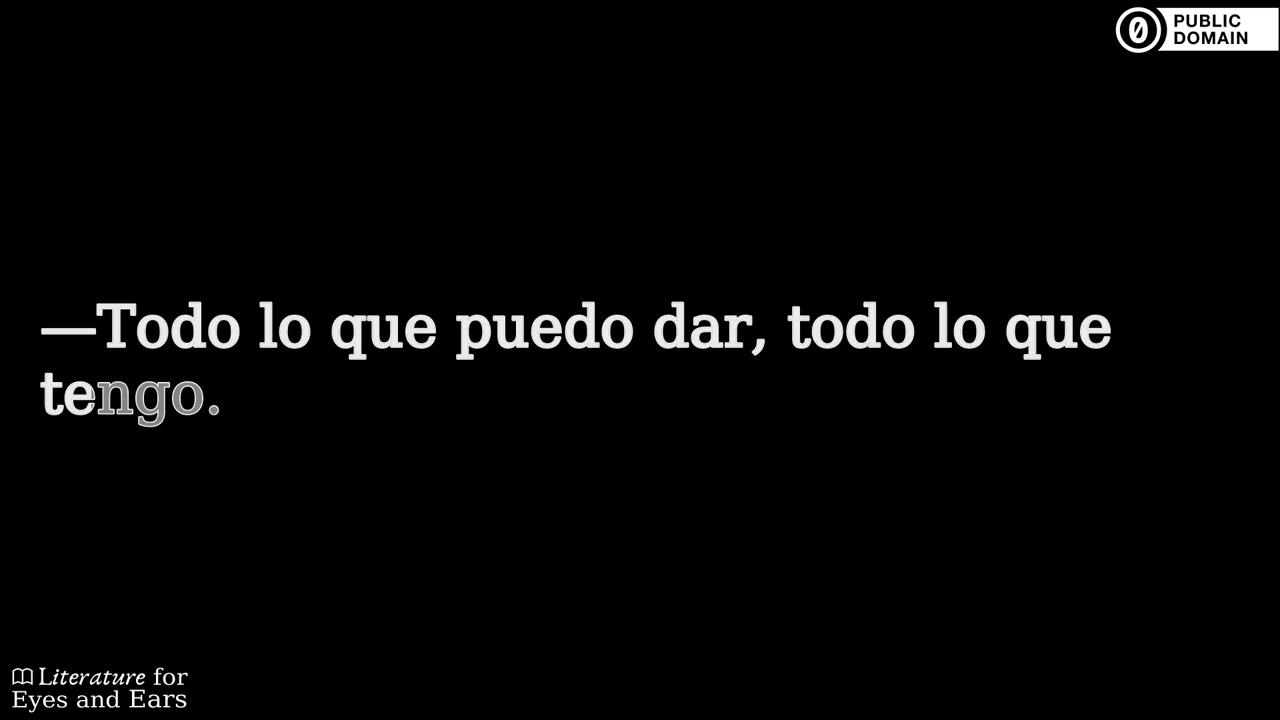 PUBLIC
DOMAIN
—Todo lo que puedo dar, todo lo que
tengo.
Literature for
Eyes and Ears